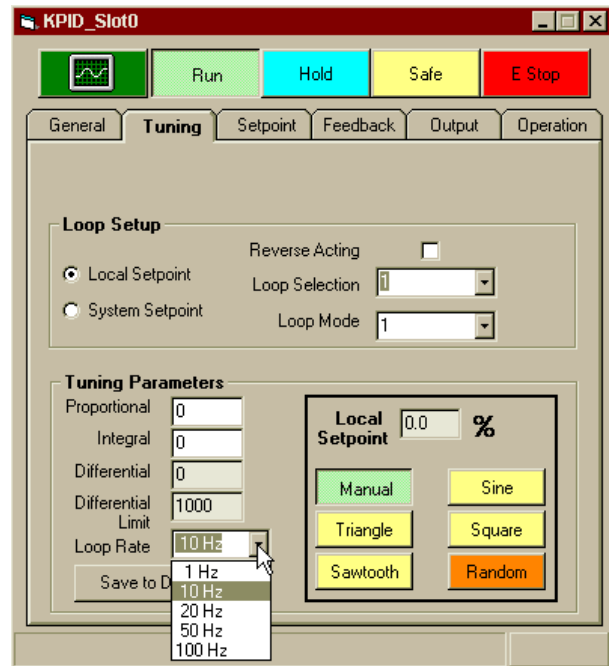 KPID_Slot0
Run Hold Safe E Stop
General Tuning Setpoint Feedback Output Operation
Loop Setup
Reverse Acting
Local Setpoint
Loop Selection 1
System Setpoint
Loop Mode 1
Tuning Parameters
Proportional 0
Integral 0
Differential 0
Differential Limit 1000
Loop Rate 10 Hz
1 Hz
10 Hz
20 Hz
50 Hz
100 Hz
Save to D
Local Setpoint 0.0 %
Manual Sine
Triangle Square
Sawtooth Random